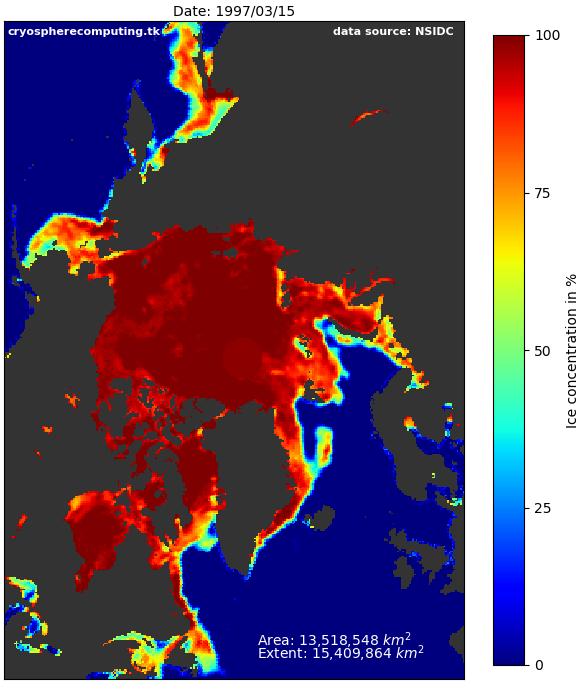 Date: 1997/03/15
cryospherecomputing.tk
data source: NSIDC
100
75
50
25
0
Ice concentration in %
Area: 13,518,548 km²
Extent: 15,409,864 km²